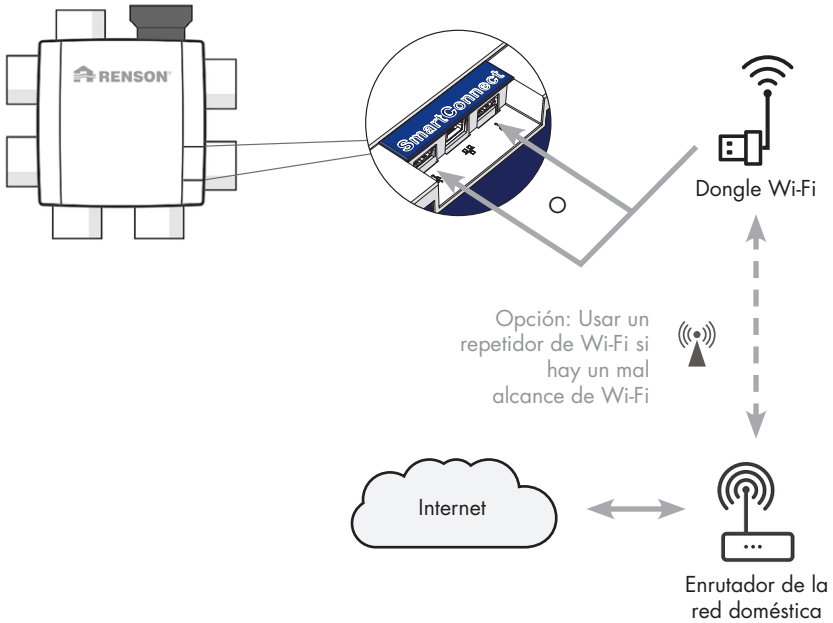 RENSON®
SmartConnect
o
Dongle Wi-Fi
Opción: Usar un
repetidor de Wi-Fi si
hay un mal
alcance de Wi-Fi
Internet
Enrutador de la
red doméstica